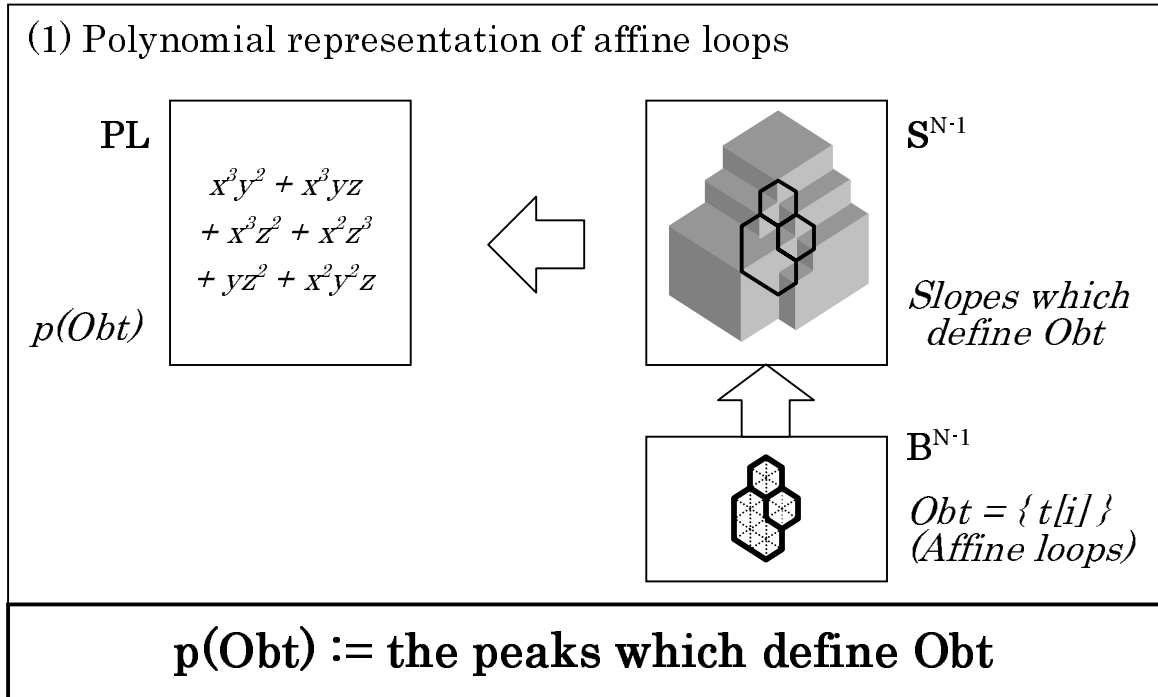 (1) Polynomial representation of affine loops
PL
x³y² + x³yz
+ x³z² + x²z³
+ yz² + x²y²z
p(Obt)
S^N-1
Slopes which
define Obt
B^N-1
Obt = { t[i] }
(Affine loops)
p(Obt) := the peaks which define Obt